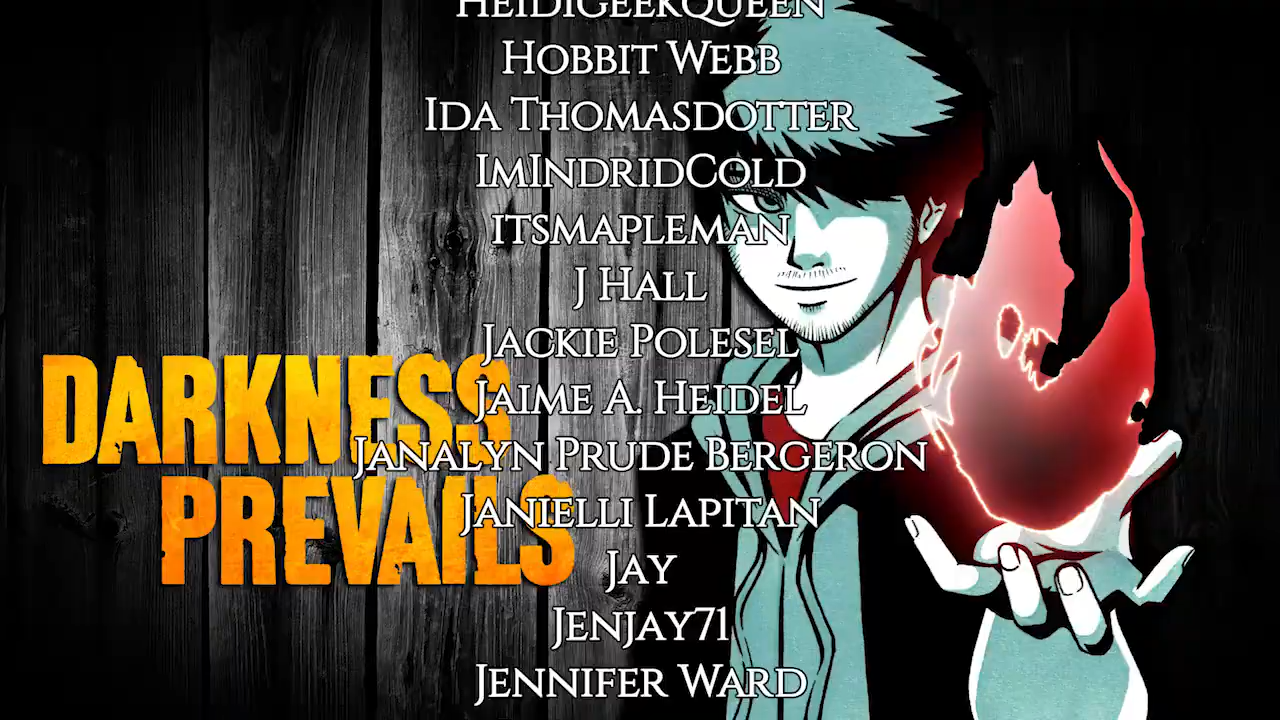 HeidiGeekQueen
Hobbit Webb
Ida Thomasdotter
ImIndridCold
itsmapleman
J Hall
Jackie Polesel
Jaime A. Heidel
Janalyn Prude Bergeron
Janielli Lapitan
Jay
Jenjay71
Jennifer Ward
DARKNESS
PREVAILS